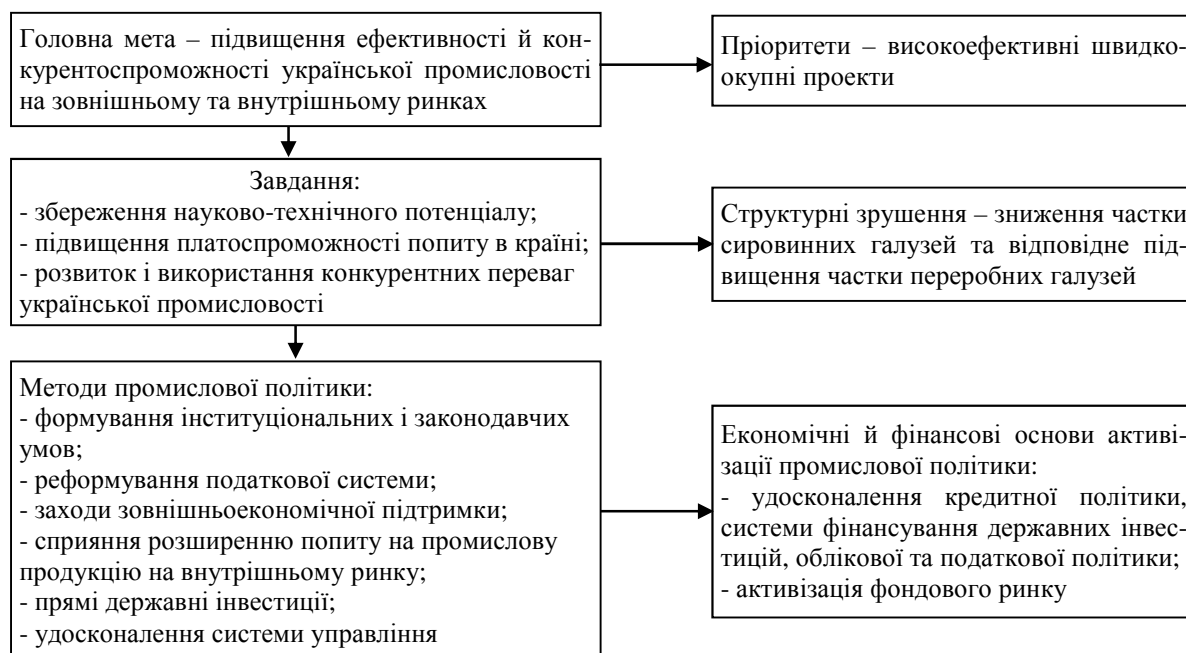 Головна мета – підвищення ефективності й кон-
курентоспроможності української промисловості
на зовнішньому та внутрішньому ринках
Пріоритети – високоефективні швидко-
окупні проекти
Завдання:
- збереження науково-технічного потенціалу;
- підвищення платоспроможності попиту в країні;
- розвиток і використання конкурентних переваг
української промисловості
Структурні зрушення – зниження частки
сировинних галузей та відповідне під-
вищення частки переробних галузей
Методи промислової політики:
- формування інституціональних і законодавчих
умов;
- реформування податкової системи;
- заходи зовнішньоекономічної підтримки;
- сприяння розширенню попиту на промислову
продукцію на внутрішньому ринку;
- прямі державні інвестиції;
- удосконалення системи управління
Економічні й фінансові основи активі-
зації промислової політики:
- удосконалення кредитної політики,
системи фінансування державних інвес-
тицій, облікової та податкової політики;
- активізація фондового ринку